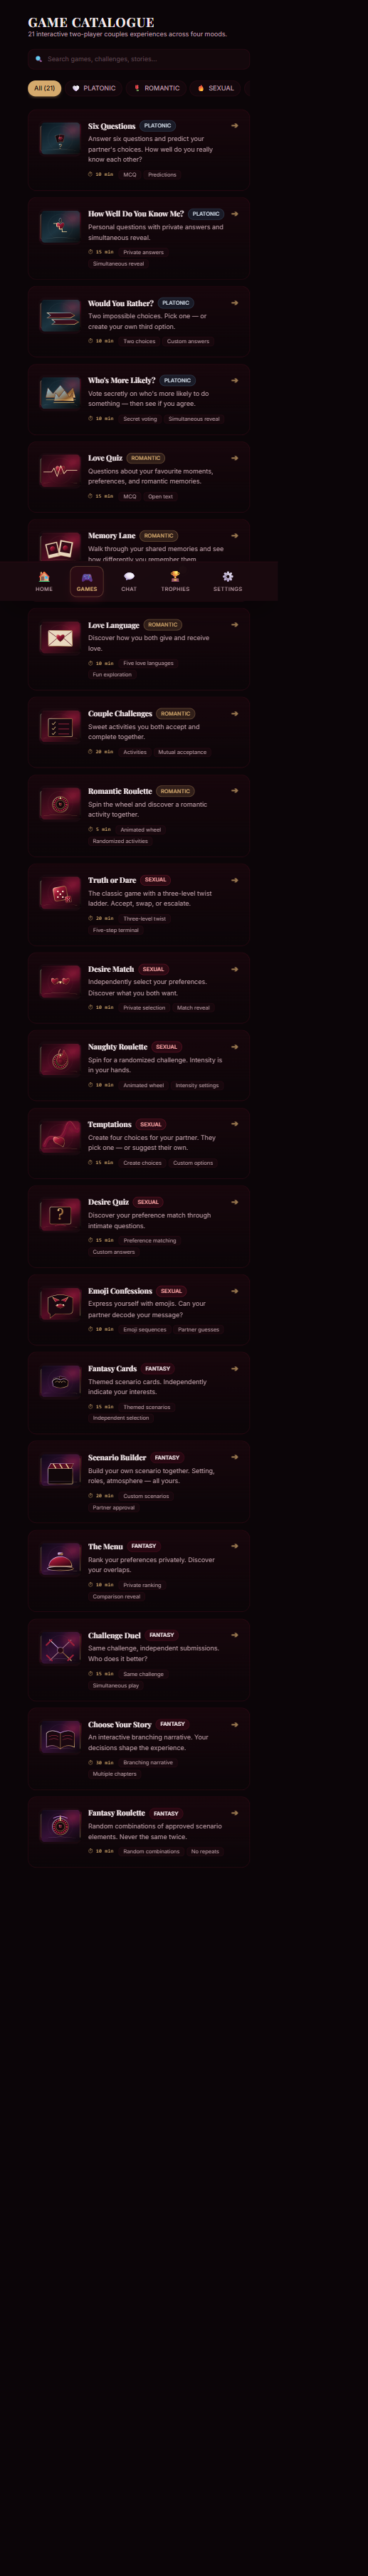 GAME CATALOGUE
21 interactive two-player couples experiences across four moods.
Search games, challenges, stories...
All (21) PLATONIC ROMANTIC SEXUAL
Six Questions PLATONIC
Answer six questions and predict your
partner's choices. How well do you really
know each other?
10 min MCQ Predictions
How Well Do You Know Me? PLATONIC
Personal questions with private answers and
simultaneous reveal.
15 min Private answers
Simultaneous reveal
Would You Rather? PLATONIC
Two impossible choices. Pick one — or
create your own third option.
10 min Two choices Custom answers
Who's More Likely? PLATONIC
Vote secretly on who's more likely to do
something — then see if you agree.
10 min Secret voting Simultaneous reveal
Love Quiz ROMANTIC
Questions about your favourite moments,
preferences, and romantic memories.
15 min MCQ Open text
Memory Lane ROMANTIC
Walk through your shared memories and see
how differently you remember them
HOME GAMES CHAT TROPHIES SETTINGS
Love Language ROMANTIC
Discover how you both give and receive
love.
10 min Five love languages
Fun exploration
Couple Challenges ROMANTIC
Sweet activities you both accept and
complete together.
20 min Activities Mutual acceptance
Romantic Roulette ROMANTIC
Spin the wheel and discover a romantic
activity together.
5 min Animated wheel
Randomized activities
Truth or Dare SEXUAL
The classic game with a three-level twist
ladder. Accept, swap, or escalate.
20 min Three-level twist
Five-step terminal
Desire Match SEXUAL
Independently select your preferences.
Discover what you both want.
10 min Private selection Match reveal
Naughty Roulette SEXUAL
Spin for a randomized challenge. Intensity is
in your hands.
10 min Animated wheel Intensity settings
Temptations SEXUAL
Create four choices for your partner. They
pick one — or suggest their own.
15 min Create choices Custom options
Desire Quiz SEXUAL
Discover your preference match through
intimate questions.
15 min Preference matching
Custom answers
Emoji Confessions SEXUAL
Express yourself with emojis. Can your
partner decode your message?
10 min Emoji sequences Partner guesses
Fantasy Cards FANTASY
Themed scenario cards. Independently
indicate your interests.
15 min Themed scenarios
Independent selection
Scenario Builder FANTASY
Build your own scenario together. Setting,
roles, atmosphere — all yours.
20 min Custom scenarios
Partner approval
The Menu FANTASY
Rank your preferences privately. Discover
your overlaps.
10 min Private ranking
Comparison reveal
Challenge Duel FANTASY
Same challenge, independent submissions.
Who does it better?
15 min Same challenge
Simultaneous play
Choose Your Story FANTASY
An interactive branching narrative. Your
decisions shape the experience.
30 min Branching narrative
Multiple chapters
Fantasy Roulette FANTASY
Random combinations of approved scenario
elements. Never the same twice.
10 min Random combinations No repeats